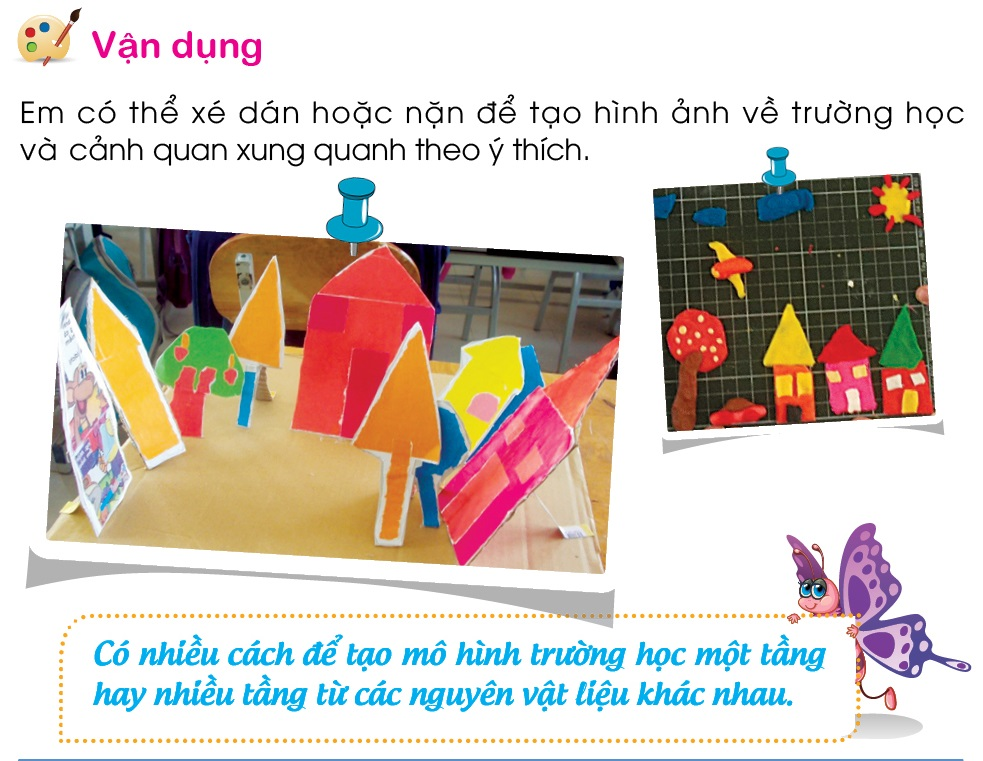 Vận dụng
Em có thể xé dán hoặc nặn để tạo hình ảnh về trường học
và cảnh quan xung quanh theo ý thích.
Có nhiều cách để tạo mô hình trường học một tầng
hay nhiều tầng từ các nguyên vật liệu khác nhau.